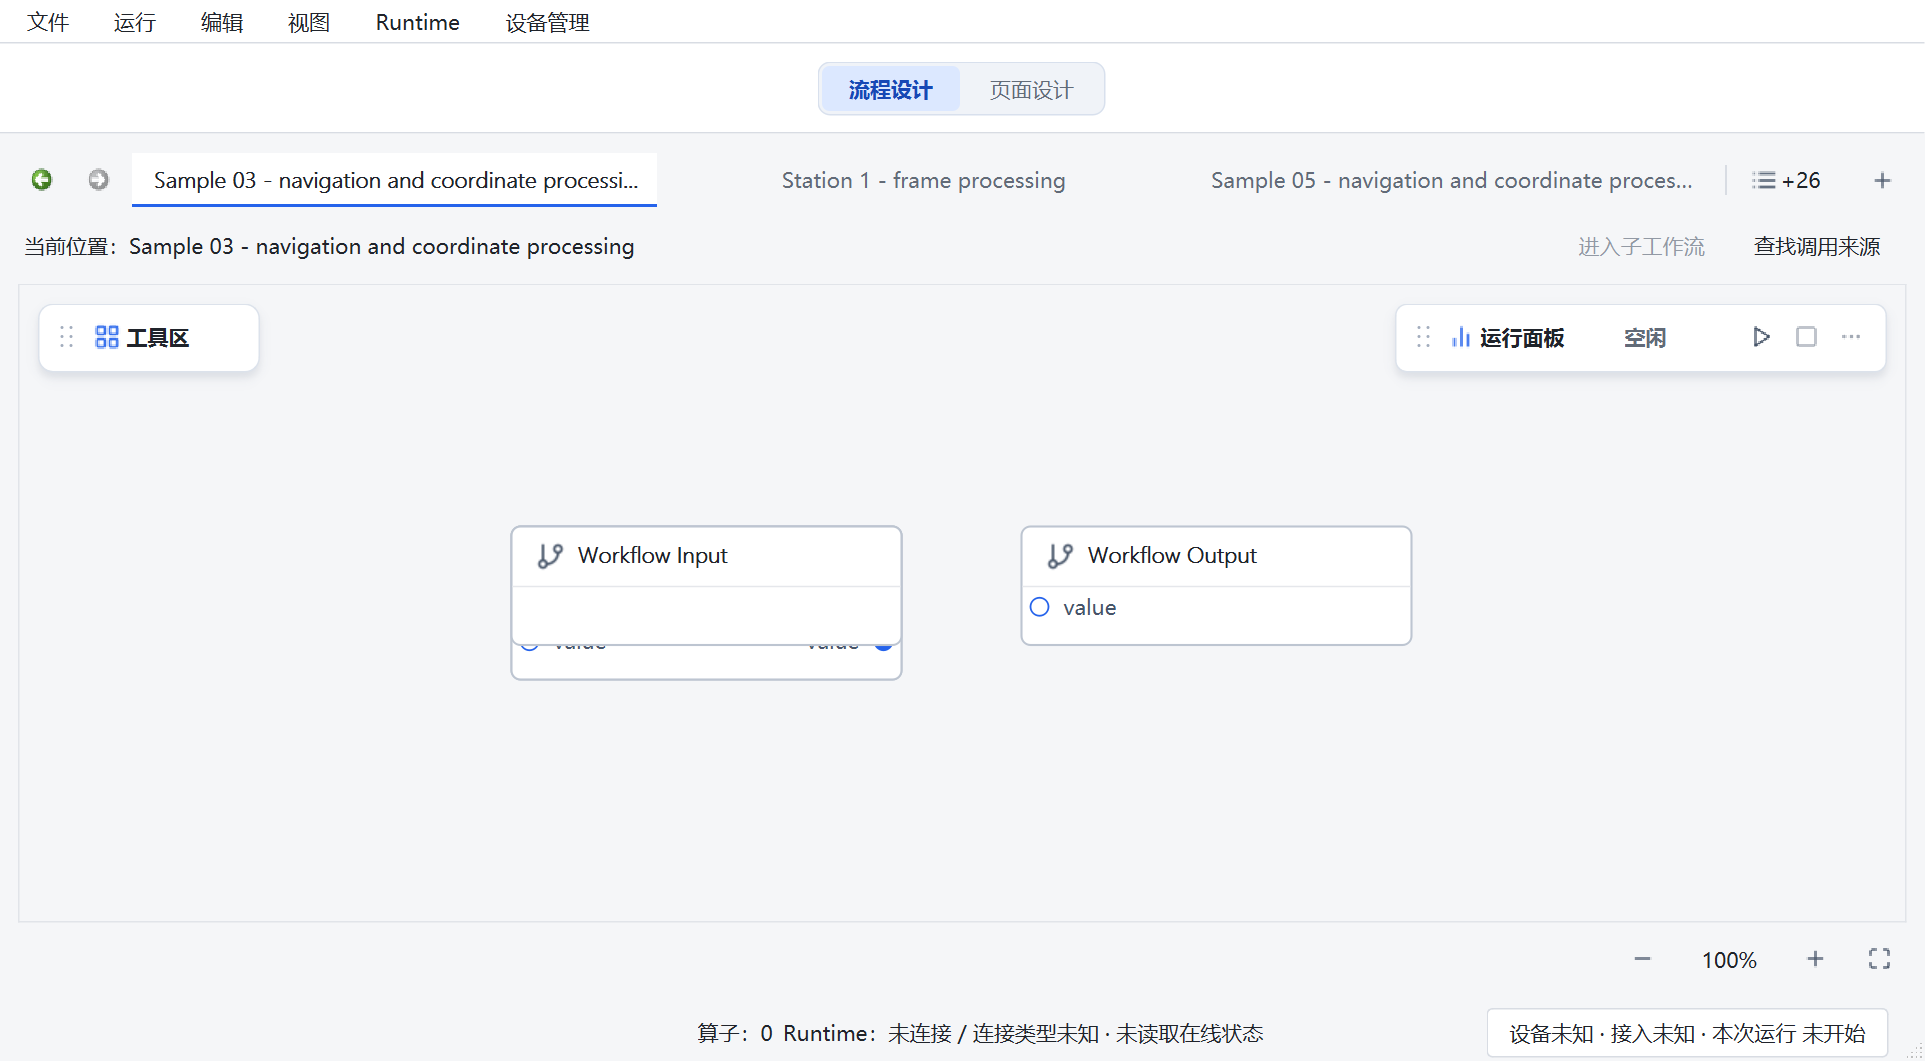 文件 运行 编辑 视图 Runtime 设备管理
流程设计 页面设计
Sample 03 - navigation and coordinate processi... Station 1 - frame processing Sample 05 - navigation and coordinate proces... +26 +
当前位置：Sample 03 - navigation and coordinate processing 进入子工作流 查找调用来源
工具区 运行面板 空闲 ...
Workflow Input Workflow Output
value
value value
− 100% +
算子：0 Runtime：未连接 / 连接类型未知 · 未读取在线状态 设备未知 · 接入未知 · 本次运行 未开始